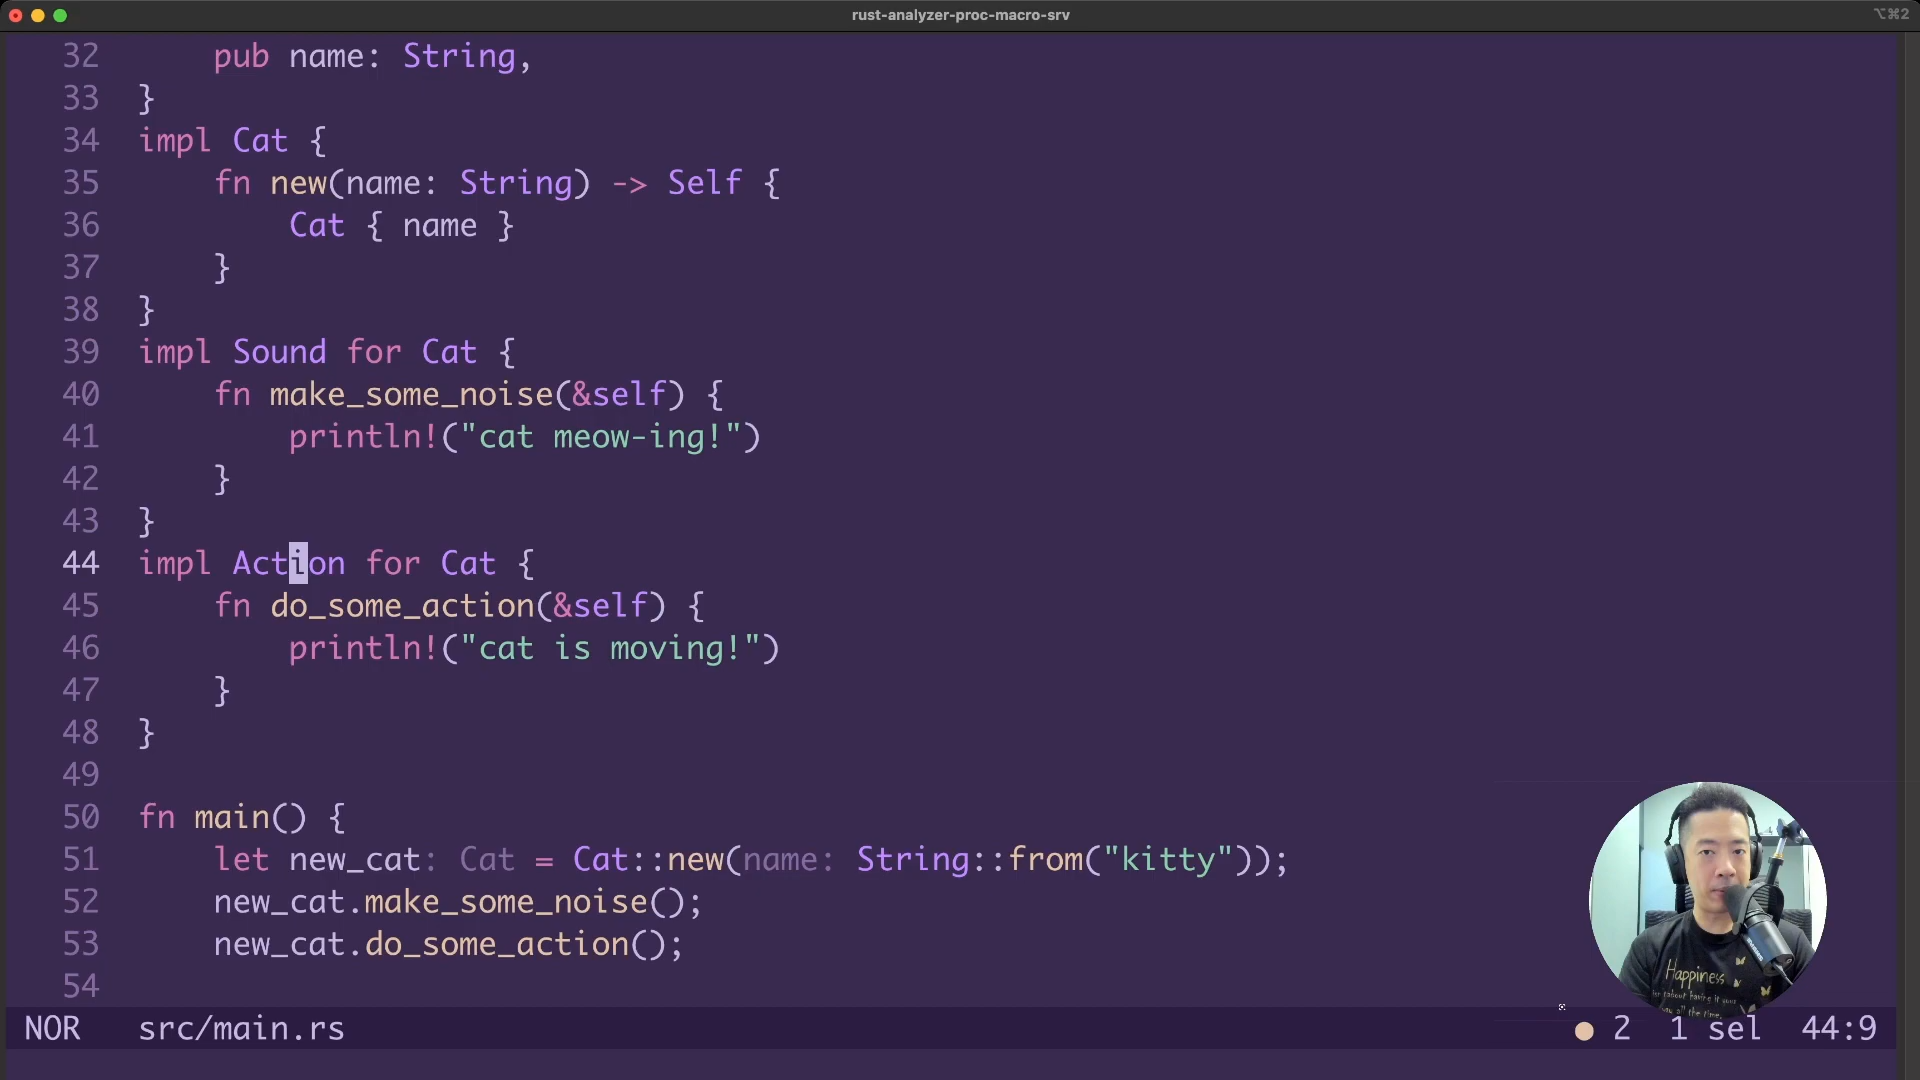 rust-analyzer-proc-macro-srv
⌥⌘2
32 pub name: String,
33 }
34 impl Cat {
35 fn new(name: String) -> Self {
36 Cat { name }
37 }
38 }
39 impl Sound for Cat {
40 fn make_some_noise(&self) {
41 println!("cat meow-ing!")
42 }
43 }
44 impl Action for Cat {
45 fn do_some_action(&self) {
46 println!("cat is moving!")
47 }
48 }
49
50 fn main() {
51 let new_cat: Cat = Cat::new(name: String::from("kitty"));
52 new_cat.make_some_noise();
53 new_cat.do_some_action();
54
Happiness
NOR src/main.rs ● 2 1 sel 44:9